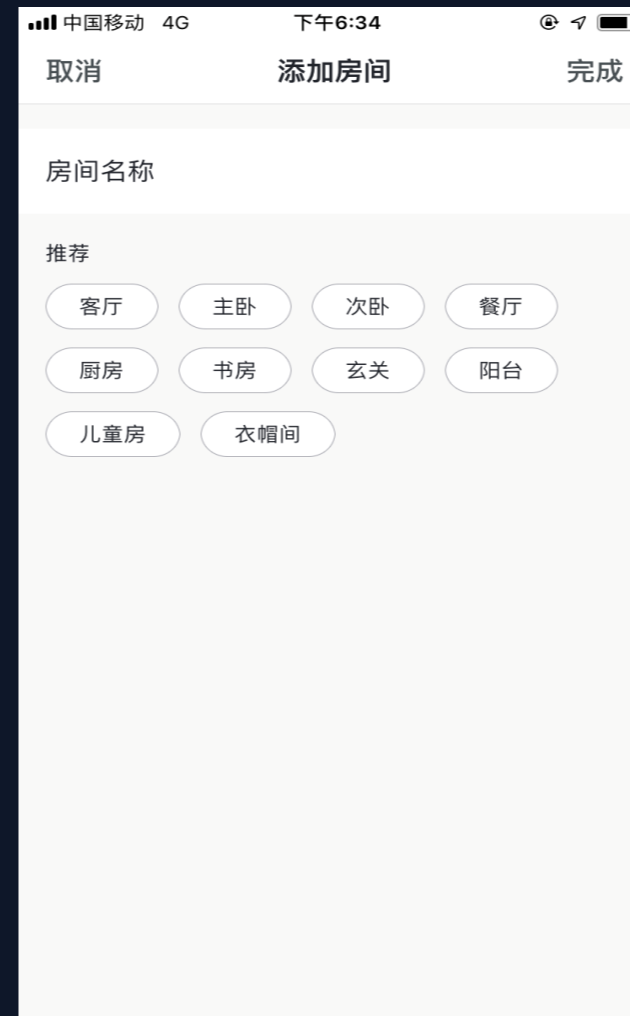 中国移动 4G 下午6:34
取消 添加房间 完成
房间名称
推荐
客厅 主卧 次卧 餐厅
厨房 书房 玄关 阳台
儿童房 衣帽间